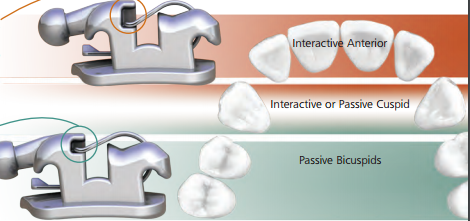 Interactive Anterior
Interactive or Passive Cuspid
Passive Bicuspids